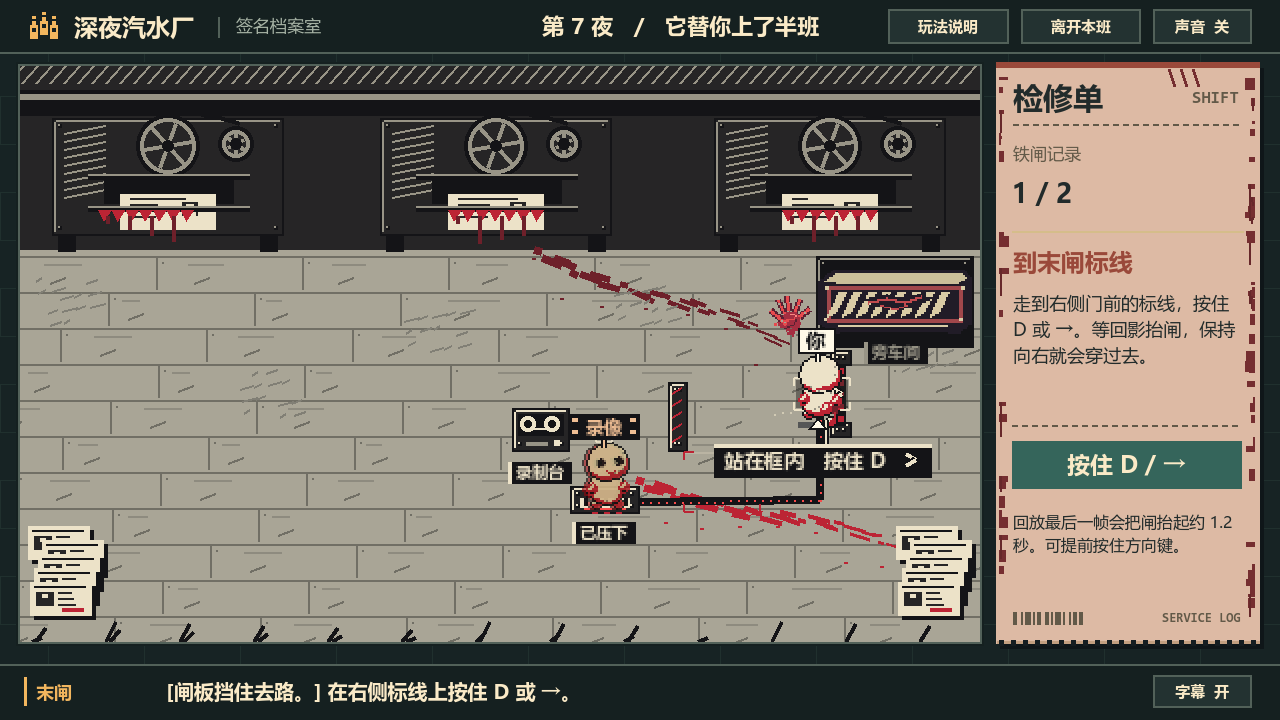 深夜汽水厂
签名档案室
第 7 夜 / 它替你上了半班
玩法说明
离开本班
声音 关
检修单
SHIFT
铁闸记录
1 / 2
到末闸标线
走到右侧门前的标线，按住
D 或 →。等回影抬闸，保持
向右就会穿过去。
按住 D / →
回放最后一帧会把闸抬起约 1.2
秒。可提前按住方向键。
SERVICE LOG
旁车间
你
录像
录制台
站在框内 按住 D >
已压下
末闸
[闸板挡住去路。] 在右侧标线上按住 D 或 →。
字幕 开